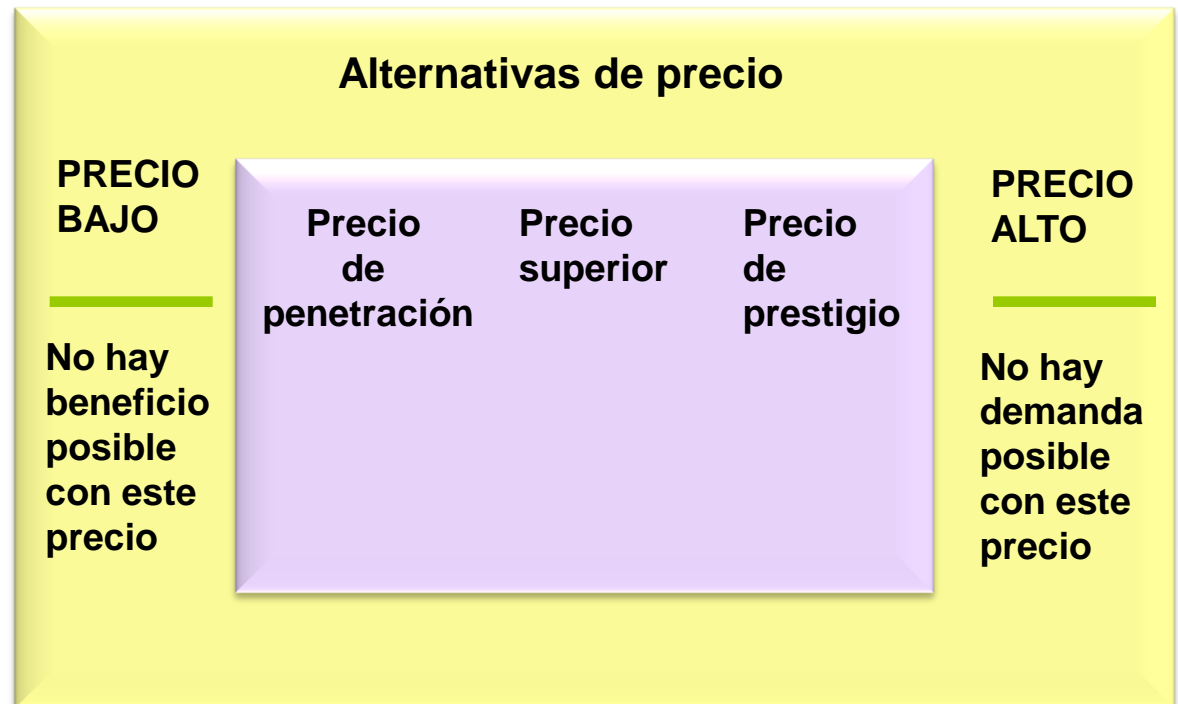 Alternativas de precio
PRECIO
BAJO
No hay
beneficio
posible
con este
precio
Precio
de
penetración
Precio
superior
Precio
de
prestigio
PRECIO
ALTO
No hay
demanda
posible
con este
precio